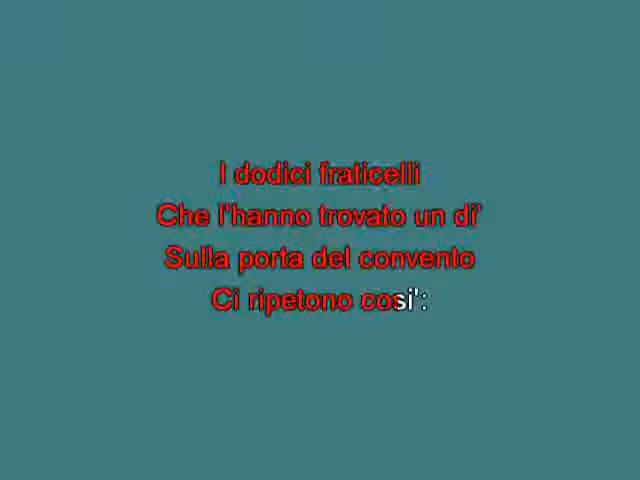 I dodici fraticelli
Che l'hanno trovato un di'
Sulla porta del convento
Ci ripetono cosi':